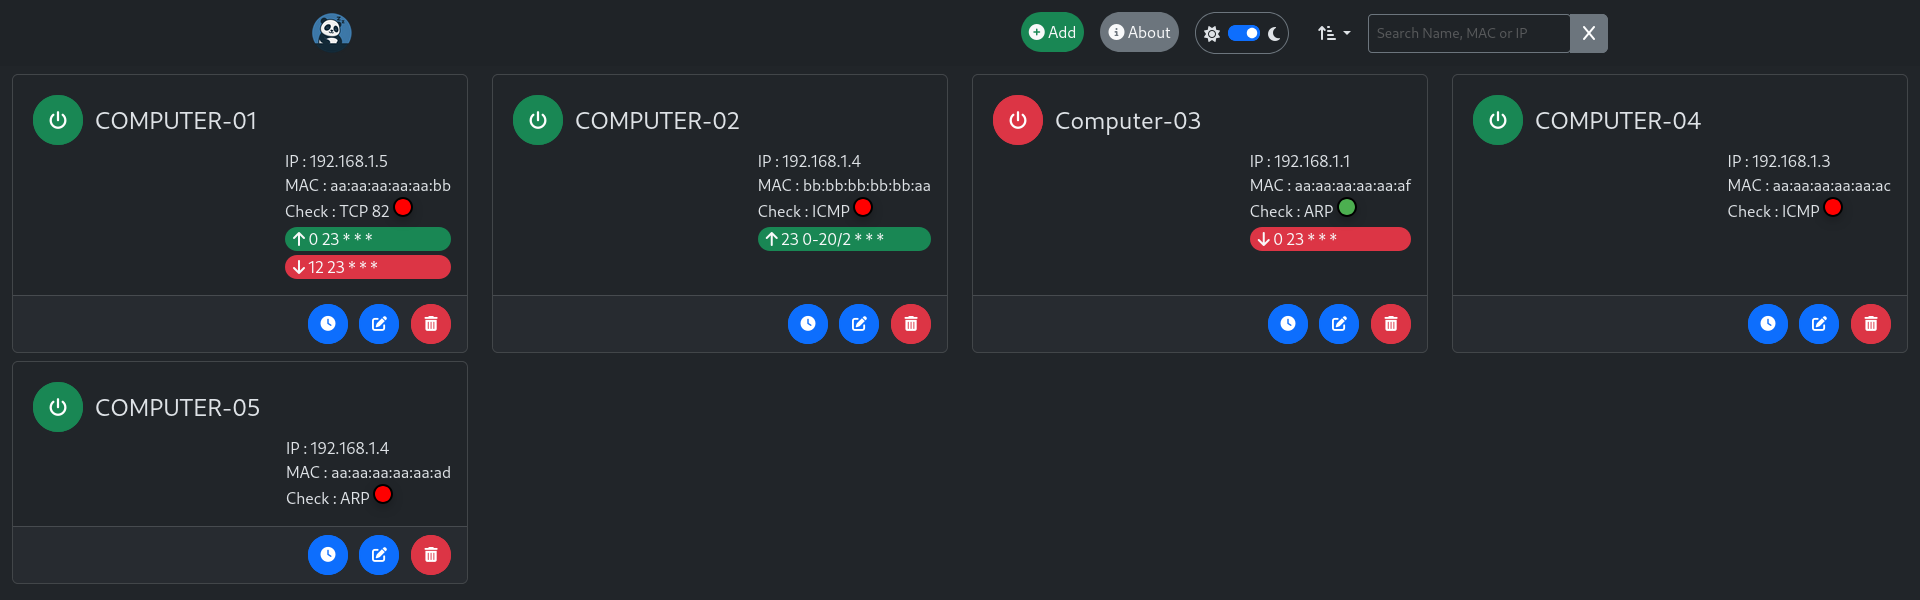 Add About Search Name, MAC or IP
COMPUTER-01
IP : 192.168.1.5
MAC : aa:aa:aa:aa:aa:bb
Check : TCP 82
0 23 * * *
12 23 * * *
COMPUTER-02
IP : 192.168.1.4
MAC : bb:bb:bb:bb:bb:aa
Check : ICMP
23 0-20/2 * * *
Computer-03
IP : 192.168.1.1
MAC : aa:aa:aa:aa:aa:af
Check : ARP
0 23 * * *
COMPUTER-04
IP : 192.168.1.3
MAC : aa:aa:aa:aa:aa:ac
Check : ICMP
COMPUTER-05
IP : 192.168.1.4
MAC : aa:aa:aa:aa:aa:ad
Check : ARP